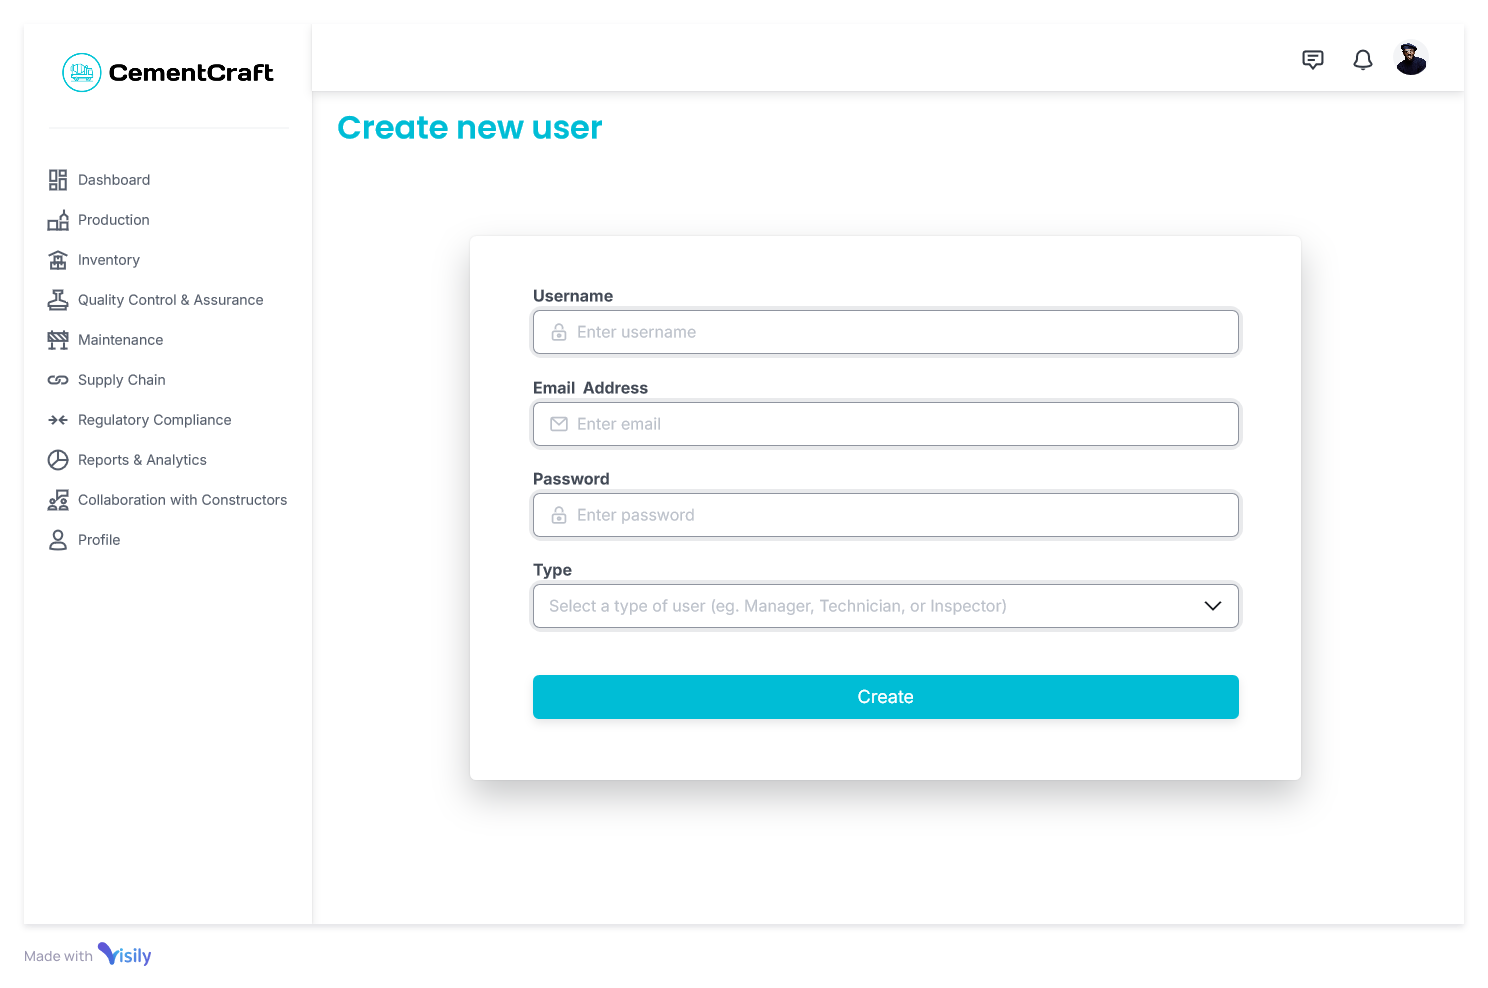 CementCraft
Create new user
Dashboard
Production
Inventory
Quality Control & Assurance
Maintenance
Supply Chain
Regulatory Compliance
Reports & Analytics
Collaboration with Constructors
Profile
Username
Enter username
Email Address
Enter email
Password
Enter password
Type
Select a type of user (eg. Manager, Technician, or Inspector)
Create
Made with Visily